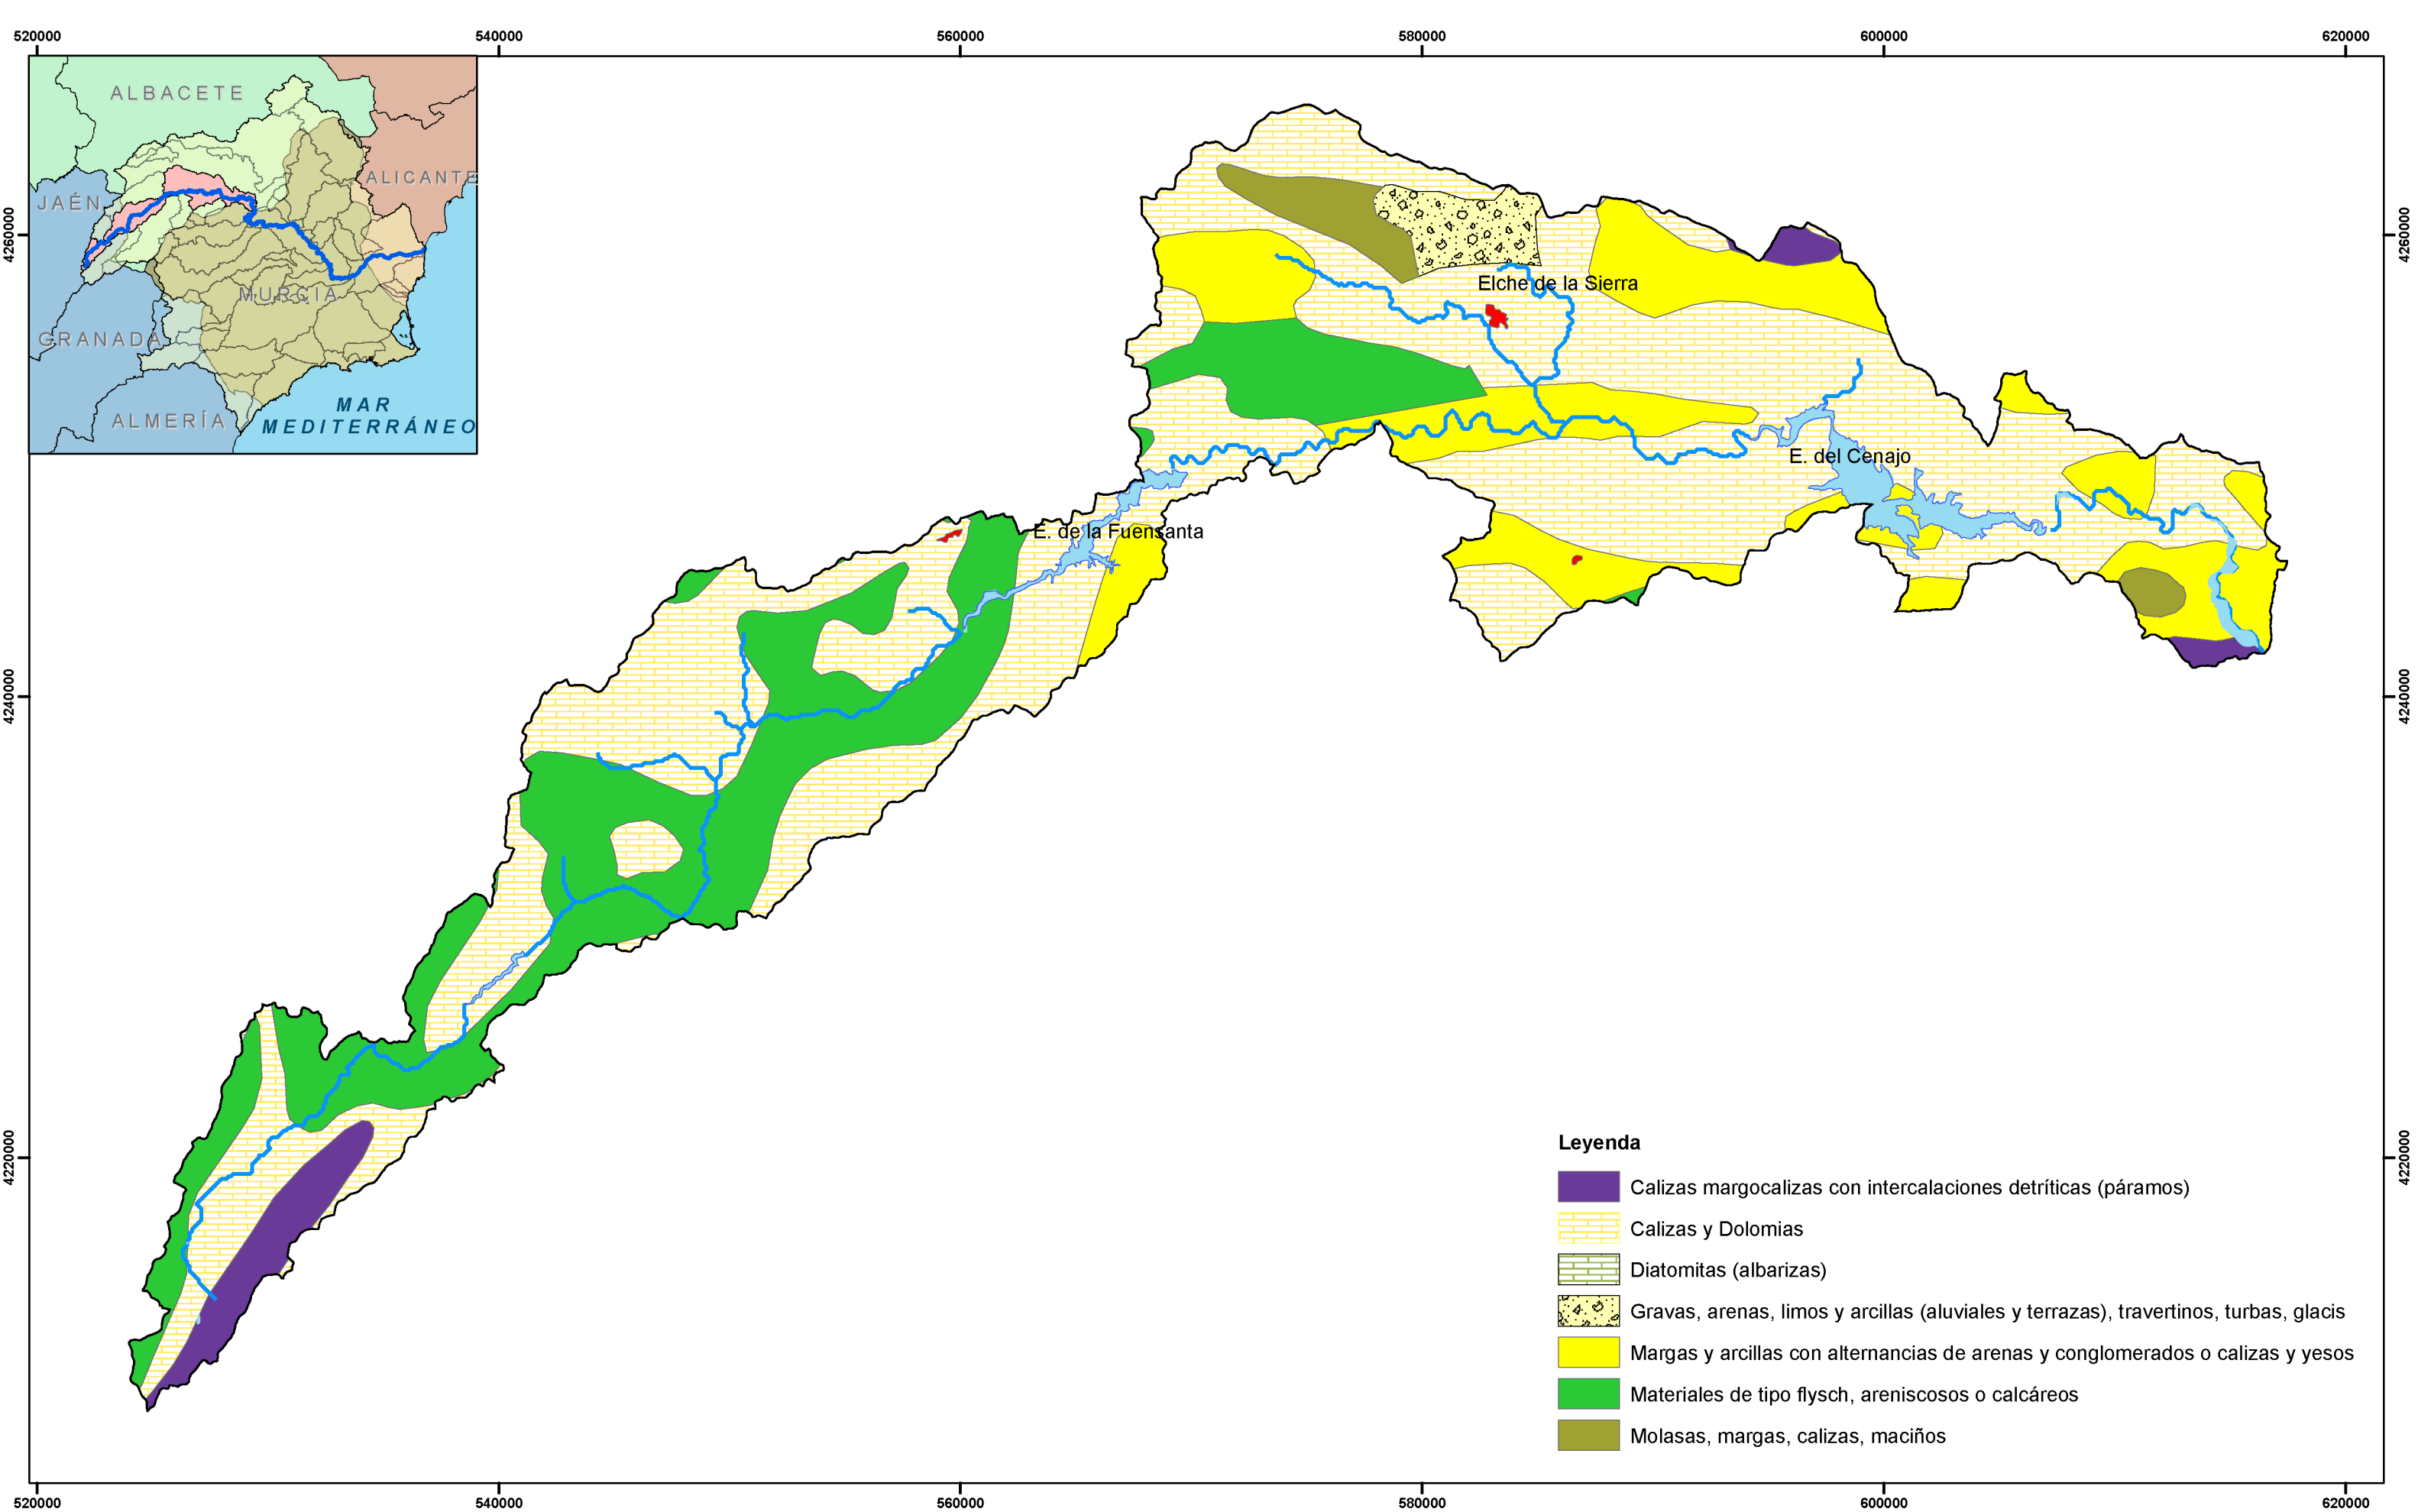 520000 540000 560000 580000 600000 620000
ALBACETE
ALICANTE
JAÉN
MURCIA
GRANADA
ALMERÍA
MAR
MEDITERRÁNEO
4260000 4260000
Elche de la Sierra
E. del Cenajo
E. de la Fuensanta
4240000 4240000
4220000 4220000
Leyenda
Calizas margocalizas con intercalaciones detríticas (páramos)
Calizas y Dolomias
Diatomitas (albarizas)
Gravas, arenas, limos y arcillas (aluviales y terrazas), travertinos, turbas, glacis
Margas y arcillas con alternancias de arenas y conglomerados o calizas y yesos
Materiales de tipo flysch, areniscosos o calcáreos
Molasas, margas, calizas, maciños
520000 540000 560000 580000 600000 620000